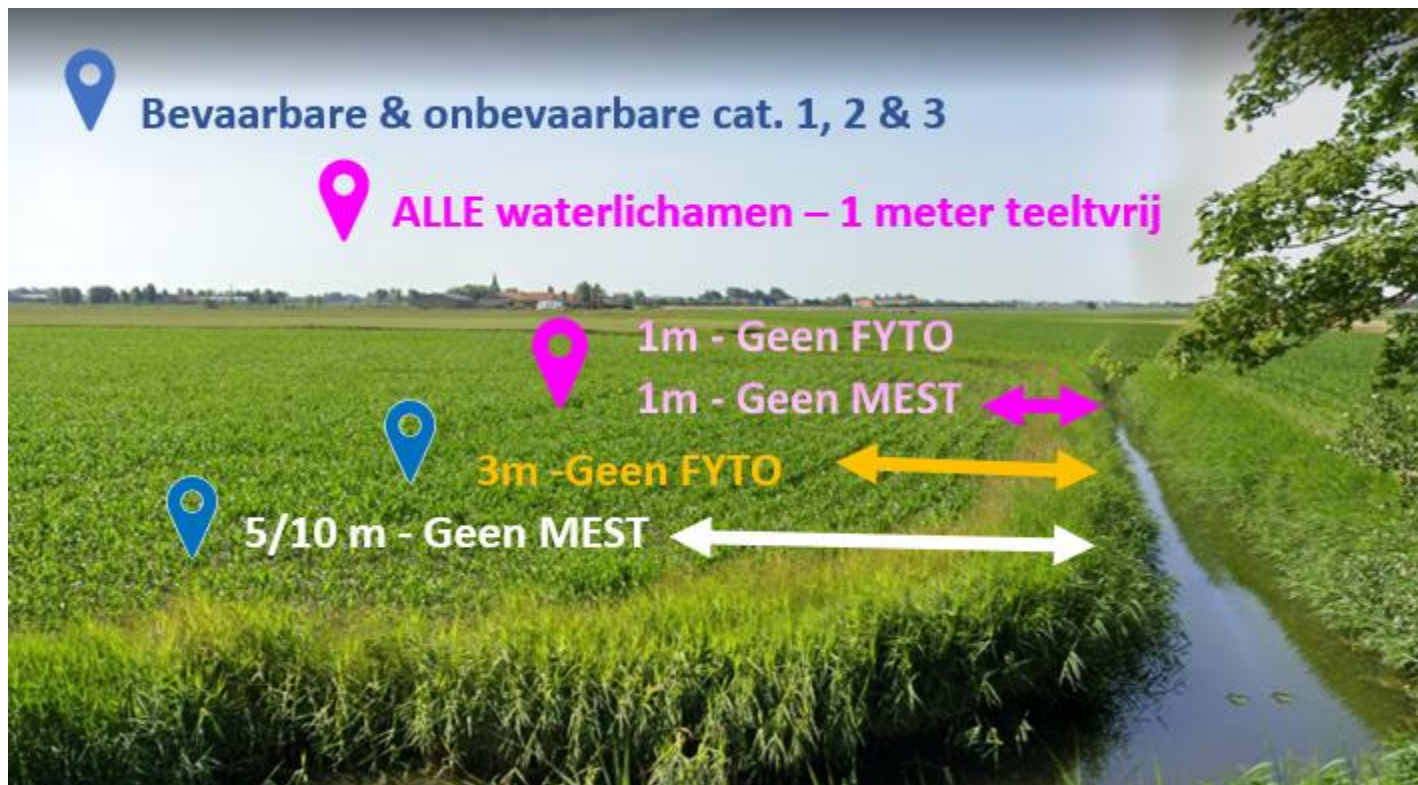 Bevaarbare & onbevaarbare cat. 1, 2 & 3
ALLE waterlichamen – 1 meter teeltvrij
1m - Geen FYTO
1m - Geen MEST
3m -Geen FYTO
5/10 m - Geen MEST